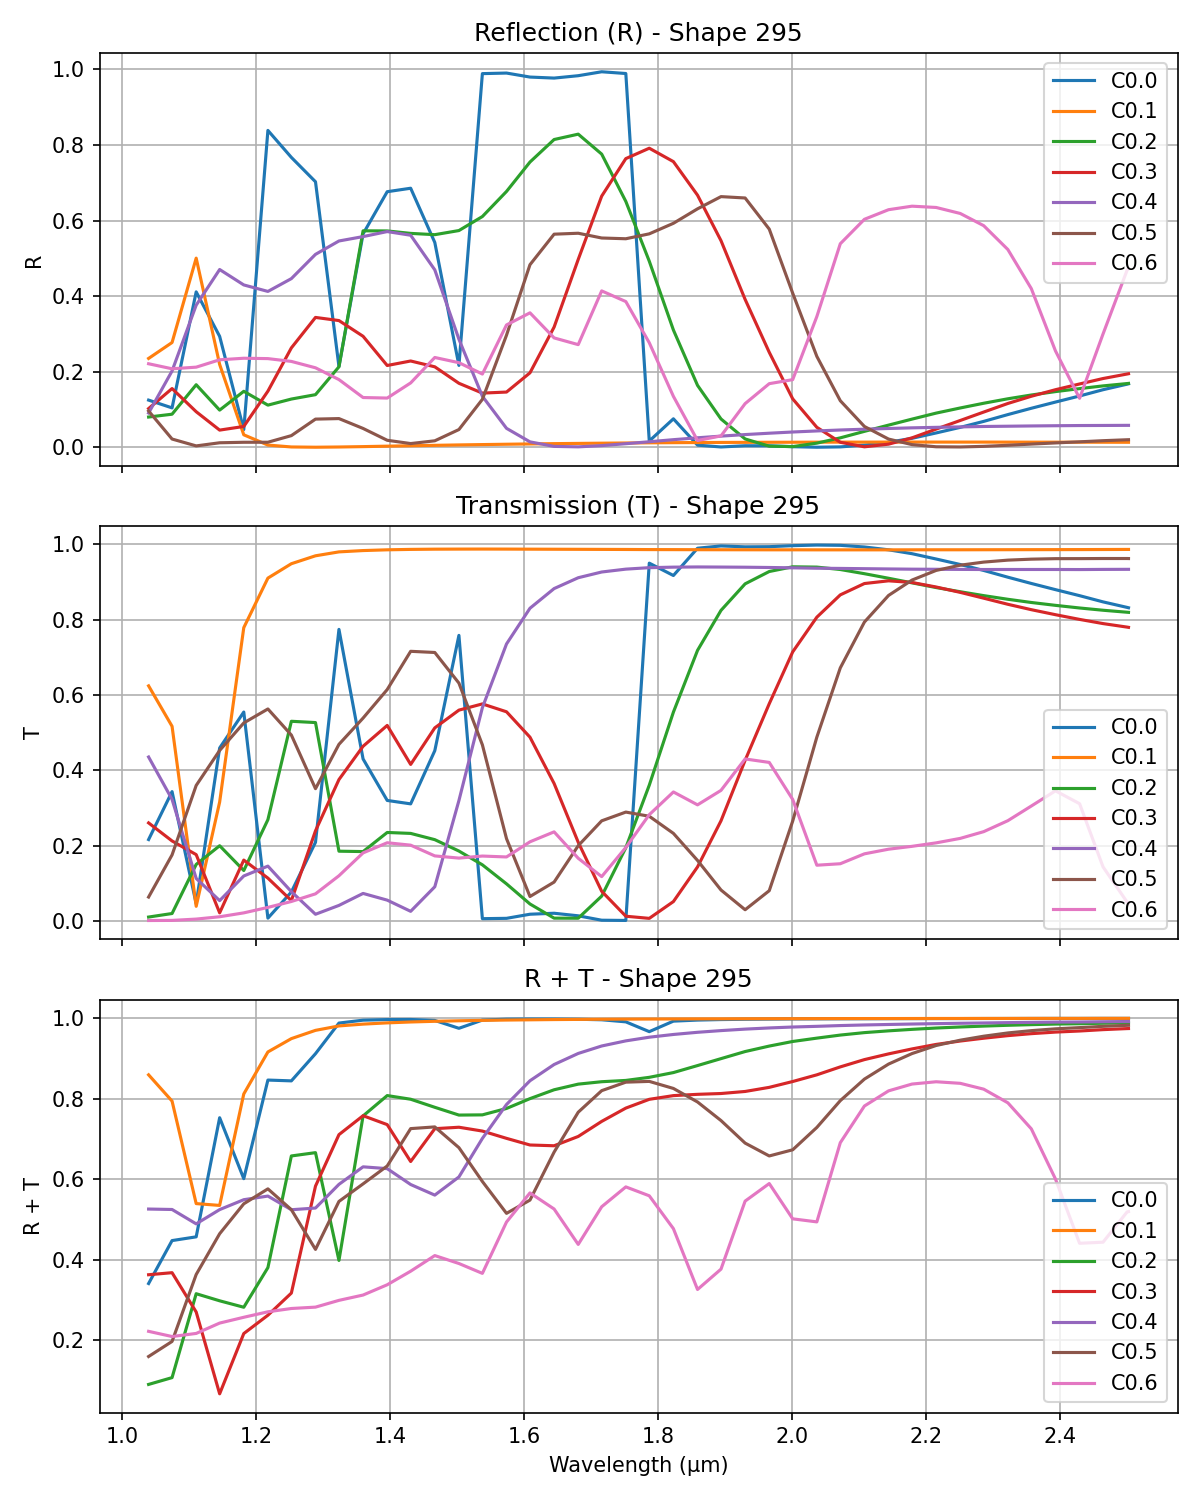 Reflection (R) - Shape 295
1.0
0.8
0.6
0.4
0.2
0.0
R
C0.0
C0.1
C0.2
C0.3
C0.4
C0.5
C0.6
Transmission (T) - Shape 295
1.0
0.8
0.6
0.4
0.2
0.0
T
C0.0
C0.1
C0.2
C0.3
C0.4
C0.5
C0.6
R + T - Shape 295
1.0
0.8
0.6
0.4
0.2
R + T
C0.0
C0.1
C0.2
C0.3
C0.4
C0.5
C0.6
1.0 1.2 1.4 1.6 1.8 2.0 2.2 2.4
Wavelength (μm)